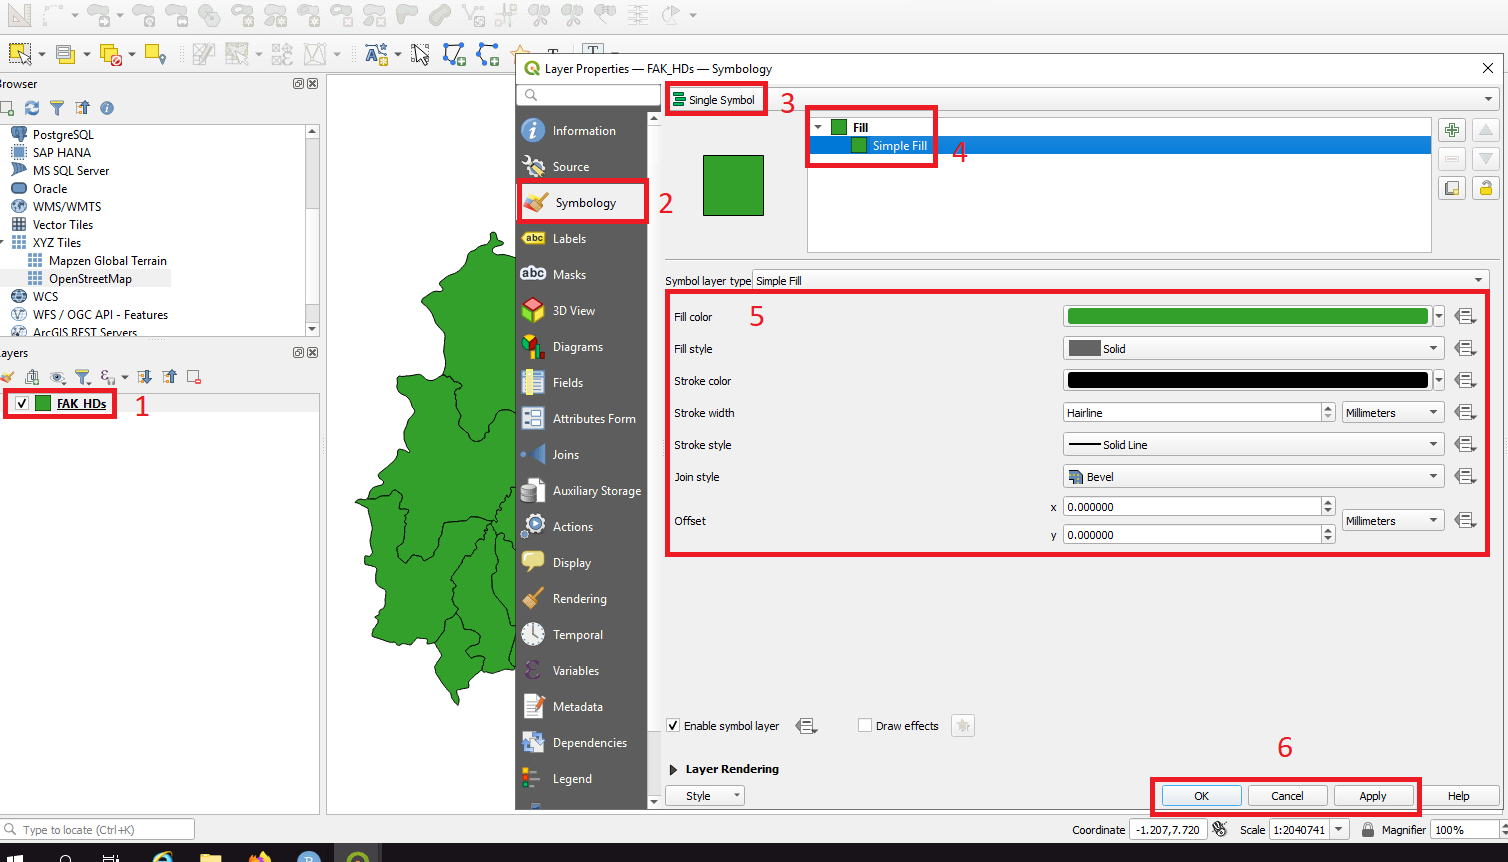 Layer Properties — FAK_HDs — Symbology
Browser
PostgreSQL
SAP HANA
MS SQL Server
Oracle
WMS/WMTS
Vector Tiles
XYZ Tiles
Mapzen Global Terrain
OpenStreetMap
WCS
WFS / OGC API - Features
ArcGIS REST Servers
Layers
FAK_HDs
1
Information
Source
Symbology
2
Labels
Masks
3D View
Diagrams
Fields
Attributes Form
Joins
Auxiliary Storage
Actions
Display
Rendering
Temporal
Variables
Metadata
Dependencies
Legend
Single Symbol
3
Fill
Simple Fill
4
Symbol layer type Simple Fill
5
Fill color
Fill style Solid
Stroke color
Stroke width Hairline Millimeters
Stroke style Solid Line
Join style Bevel
Offset
x 0.000000
Millimeters
y 0.000000
Enable symbol layer
Draw effects
6
Layer Rendering
Style
OK
Cancel
Apply
Help
Type to locate (Ctrl+K)
Coordinate -1.207,7.720
Scale 1:2040741
Magnifier 100%